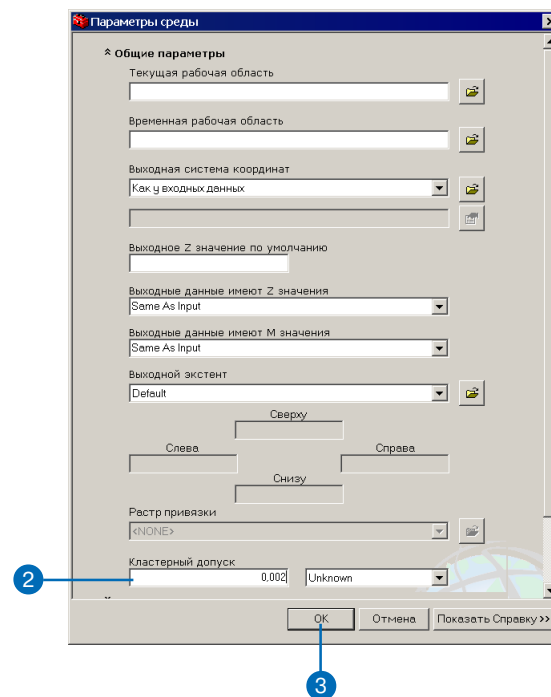 Параметры среды
Общие параметры
Текущая рабочая область
Временная рабочая область
Выходная система координат
Как у входных данных
Выходное Z значение по умолчанию
Выходные данные имеют Z значения
Same As Input
Выходные данные имеют М значения
Same As Input
Выходной экстент
Default
Сверху
Слева
Справа
Снизу
Растр привязки
<NONE>
Кластерный допуск
2
0,002
Unknown
OK
Отмена
Показать Справку >>
3